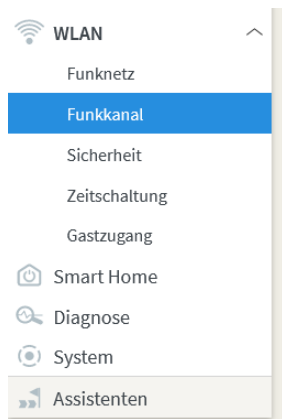 WLAN
Funknetz
Funkkanal
Sicherheit
Zeitschaltung
Gastzugang
Smart Home
Diagnose
System
Assistenten